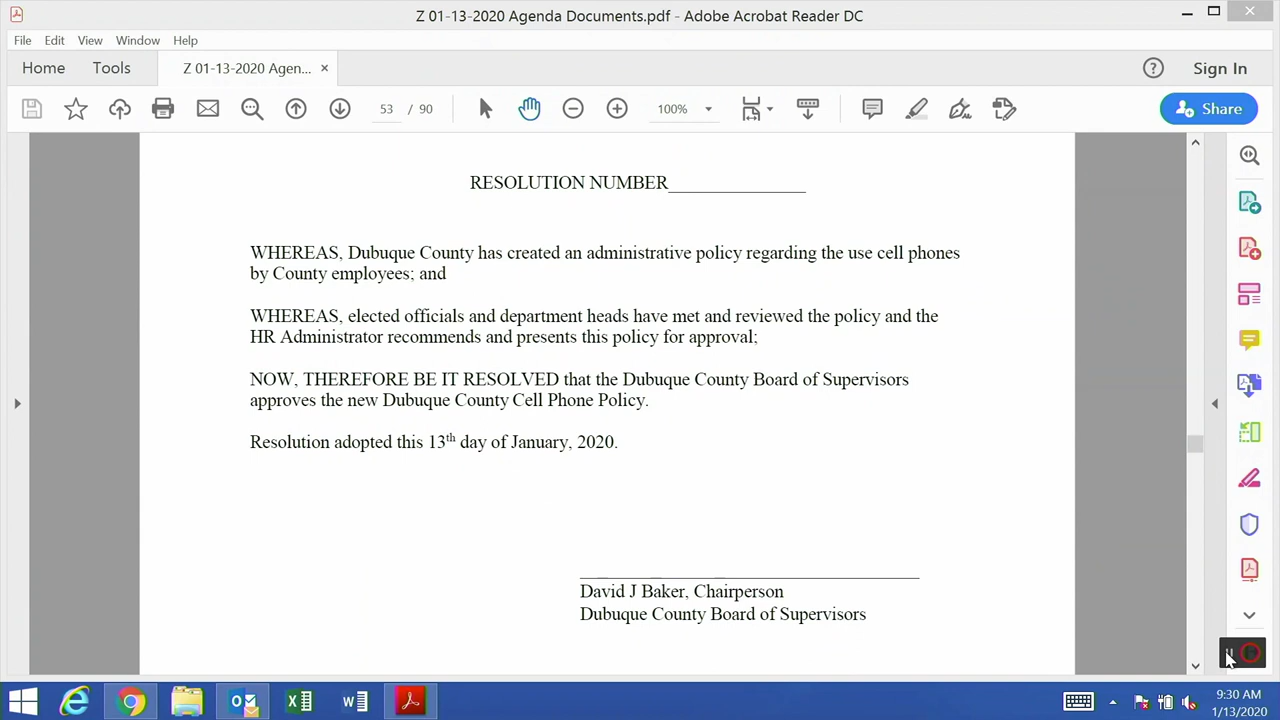 Z 01-13-2020 Agenda Documents.pdf - Adobe Acrobat Reader DC
File Edit View Window Help
Home Tools Z 01-13-2020 Agen... × Sign In
53 / 90 100% Share
RESOLUTION NUMBER_______________
WHEREAS, Dubuque County has created an administrative policy regarding the use cell phones
by County employees; and
WHEREAS, elected officials and department heads have met and reviewed the policy and the
HR Administrator recommends and presents this policy for approval;
NOW, THEREFORE BE IT RESOLVED that the Dubuque County Board of Supervisors
approves the new Dubuque County Cell Phone Policy.
Resolution adopted this 13th day of January, 2020.
David J Baker, Chairperson
Dubuque County Board of Supervisors
9:30 AM
1/13/2020